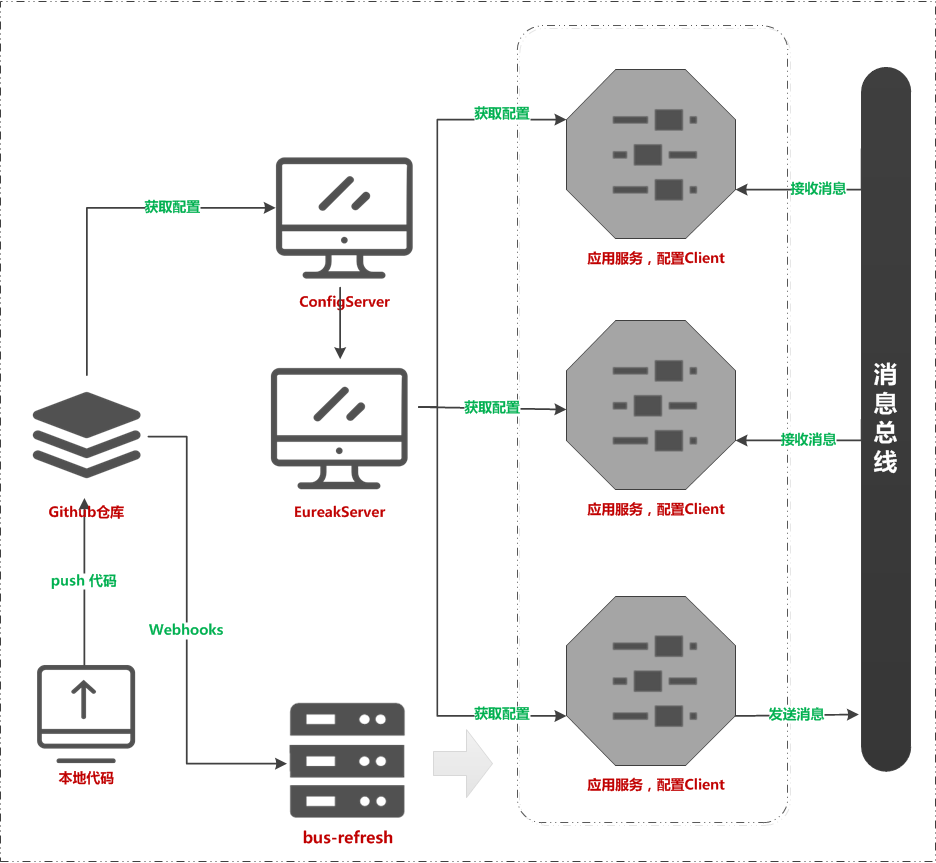 获取配置
接收消息
获取配置
应用服务，配置Client
ConfigServer
消息总线
获取配置
接收消息
Github仓库
EureakServer
应用服务，配置Client
push 代码
Webhooks
获取配置
发送消息
本地代码
应用服务，配置Client
bus-refresh